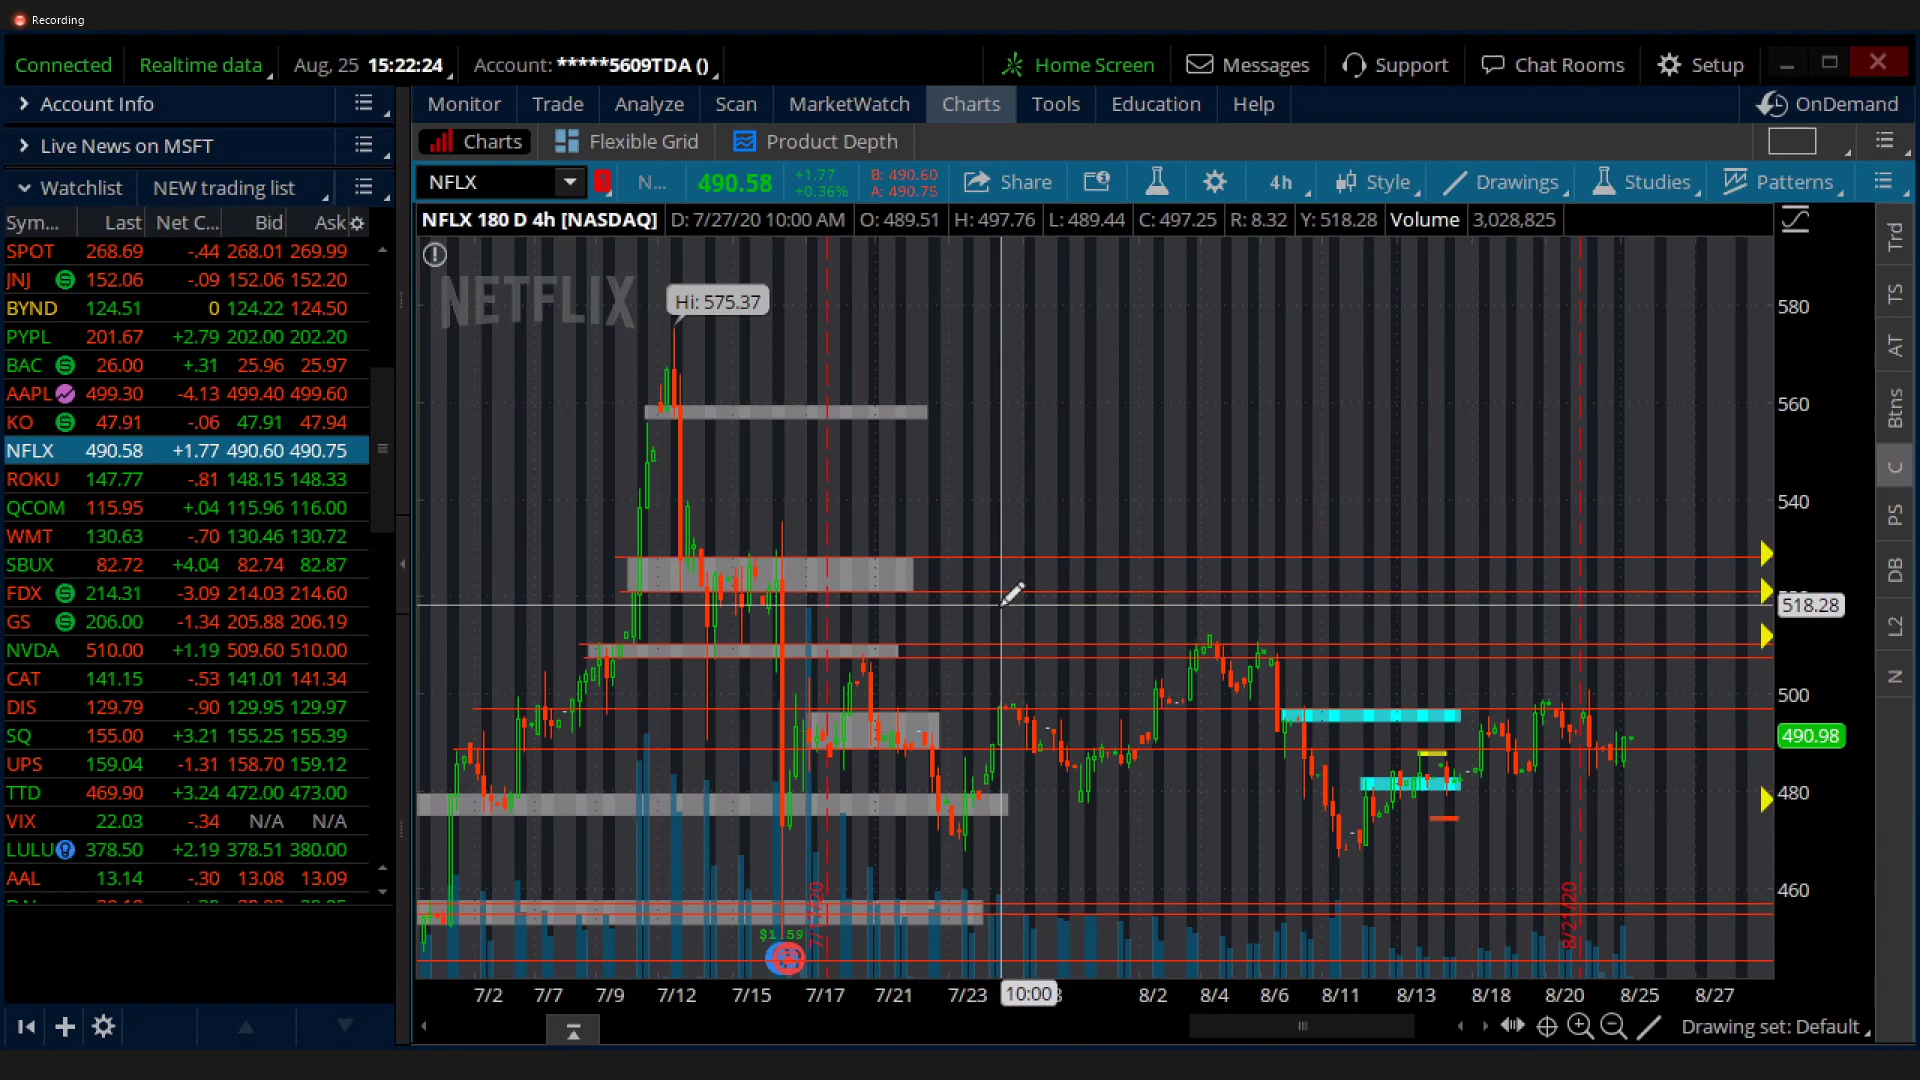 Recording
Connected Realtime data Aug, 25 15:22:24 Account: *****5609TDA () Home Screen Messages Support Chat Rooms Setup
Account Info Monitor Trade Analyze Scan MarketWatch Charts Tools Education Help OnDemand
Live News on MSFT Charts Flexible Grid Product Depth
Watchlist NEW trading list NFLX N... 490.58 +1.77 +0.36% B: 490.60 A: 490.75 Share 4h Style Drawings Studies Patterns
NFLX 180 D 4h [NASDAQ] D: 7/27/20 10:00 AM O: 489.51 H: 497.76 L: 489.44 C: 497.25 R: 8.32 Y: 518.28 Volume 3,028,825
Sym... Last Net C... Bid Ask
SPOT 268.69 -.44 268.01 269.99
JNJ 152.06 -.09 152.06 152.20
BYND 124.51 0 124.22 124.50
PYPL 201.67 +2.79 202.00 202.20
BAC 26.00 +.31 25.96 25.97
AAPL 499.30 -4.13 499.40 499.60
KO 47.91 -.06 47.91 47.94
NFLX 490.58 +1.77 490.60 490.75
ROKU 147.77 -.81 148.15 148.33
QCOM 115.95 +.04 115.96 116.00
WMT 130.63 -.70 130.46 130.72
SBUX 82.72 +4.04 82.74 82.87
FDX 214.31 -3.09 214.03 214.60
GS 206.00 -1.34 205.88 206.19
NVDA 510.00 +1.19 509.60 510.00
CAT 141.15 -.53 141.01 141.34
DIS 129.79 -.90 129.95 129.97
SQ 155.00 +3.21 155.25 155.39
UPS 159.04 -1.31 158.70 159.12
TTD 469.90 +3.24 472.00 473.00
VIX 22.03 -.34 N/A N/A
LULU 378.50 +2.19 378.51 380.00
AAL 13.14 -.30 13.08 13.09
NETFLIX
Hi: 575.37
580
560
540
518.28
500
490.98
480
460
7/17/20
8/21/20
7/2 7/7 7/9 7/12 7/15 7/17 7/21 7/23 10:00 8/2 8/4 8/6 8/11 8/13 8/18 8/20 8/25 8/27
Drawing set: Default
Trd
TS
AT
Btns
C
PS
DB
L2
N